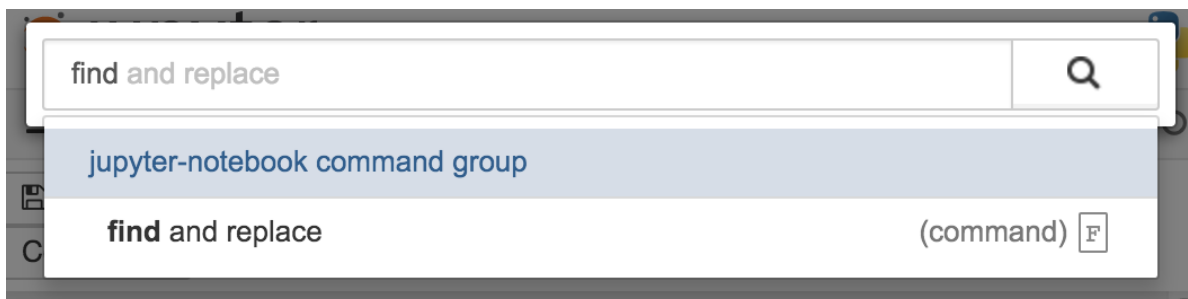 find and replace
jupyter-notebook command group
find and replace (command) F
C